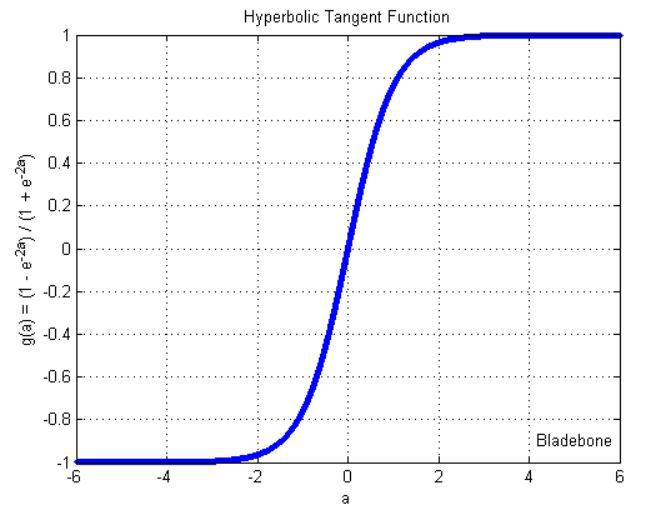 Hyperbolic Tangent Function
g(a) = (1 - e^-2a) / (1 + e^-2a)
1
0.8
0.6
0.4
0.2
0
-0.2
-0.4
-0.6
-0.8
-1
Bladebone
-6 -4 -2 0 2 4 6
a